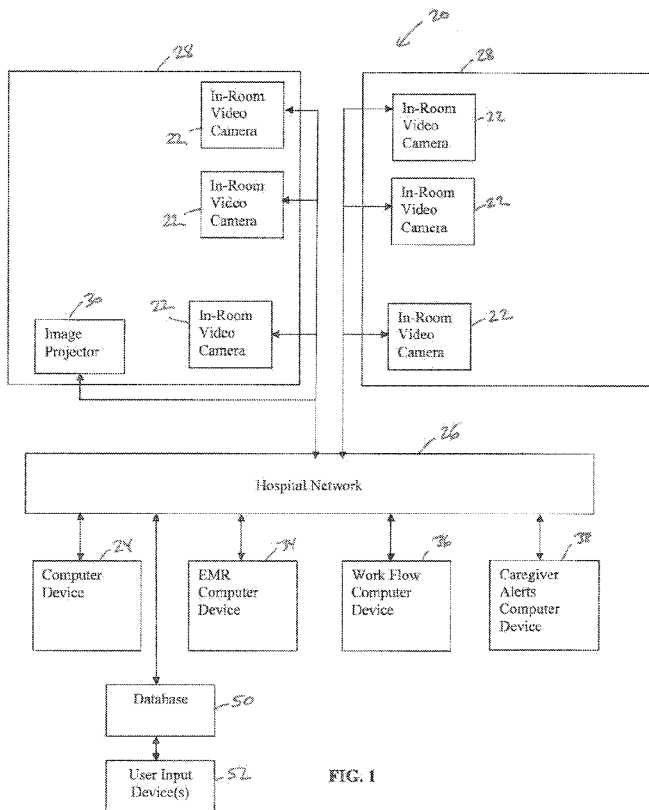 20
28
28
In-Room
Video
Camera
22
In-Room
Video
Camera
22
In-Room
Video
Camera
22
In-Room
Video
Camera
22
30
Image
Projector
22
In-Room
Video
Camera
In-Room
Video
Camera
22
26
Hospital Network
24
Computer
Device
34
EMR
Computer
Device
36
Work Flow
Computer
Device
38
Caregiver
Alerts
Computer
Device
Database
50
User Input
Device(s)
52
FIG. 1